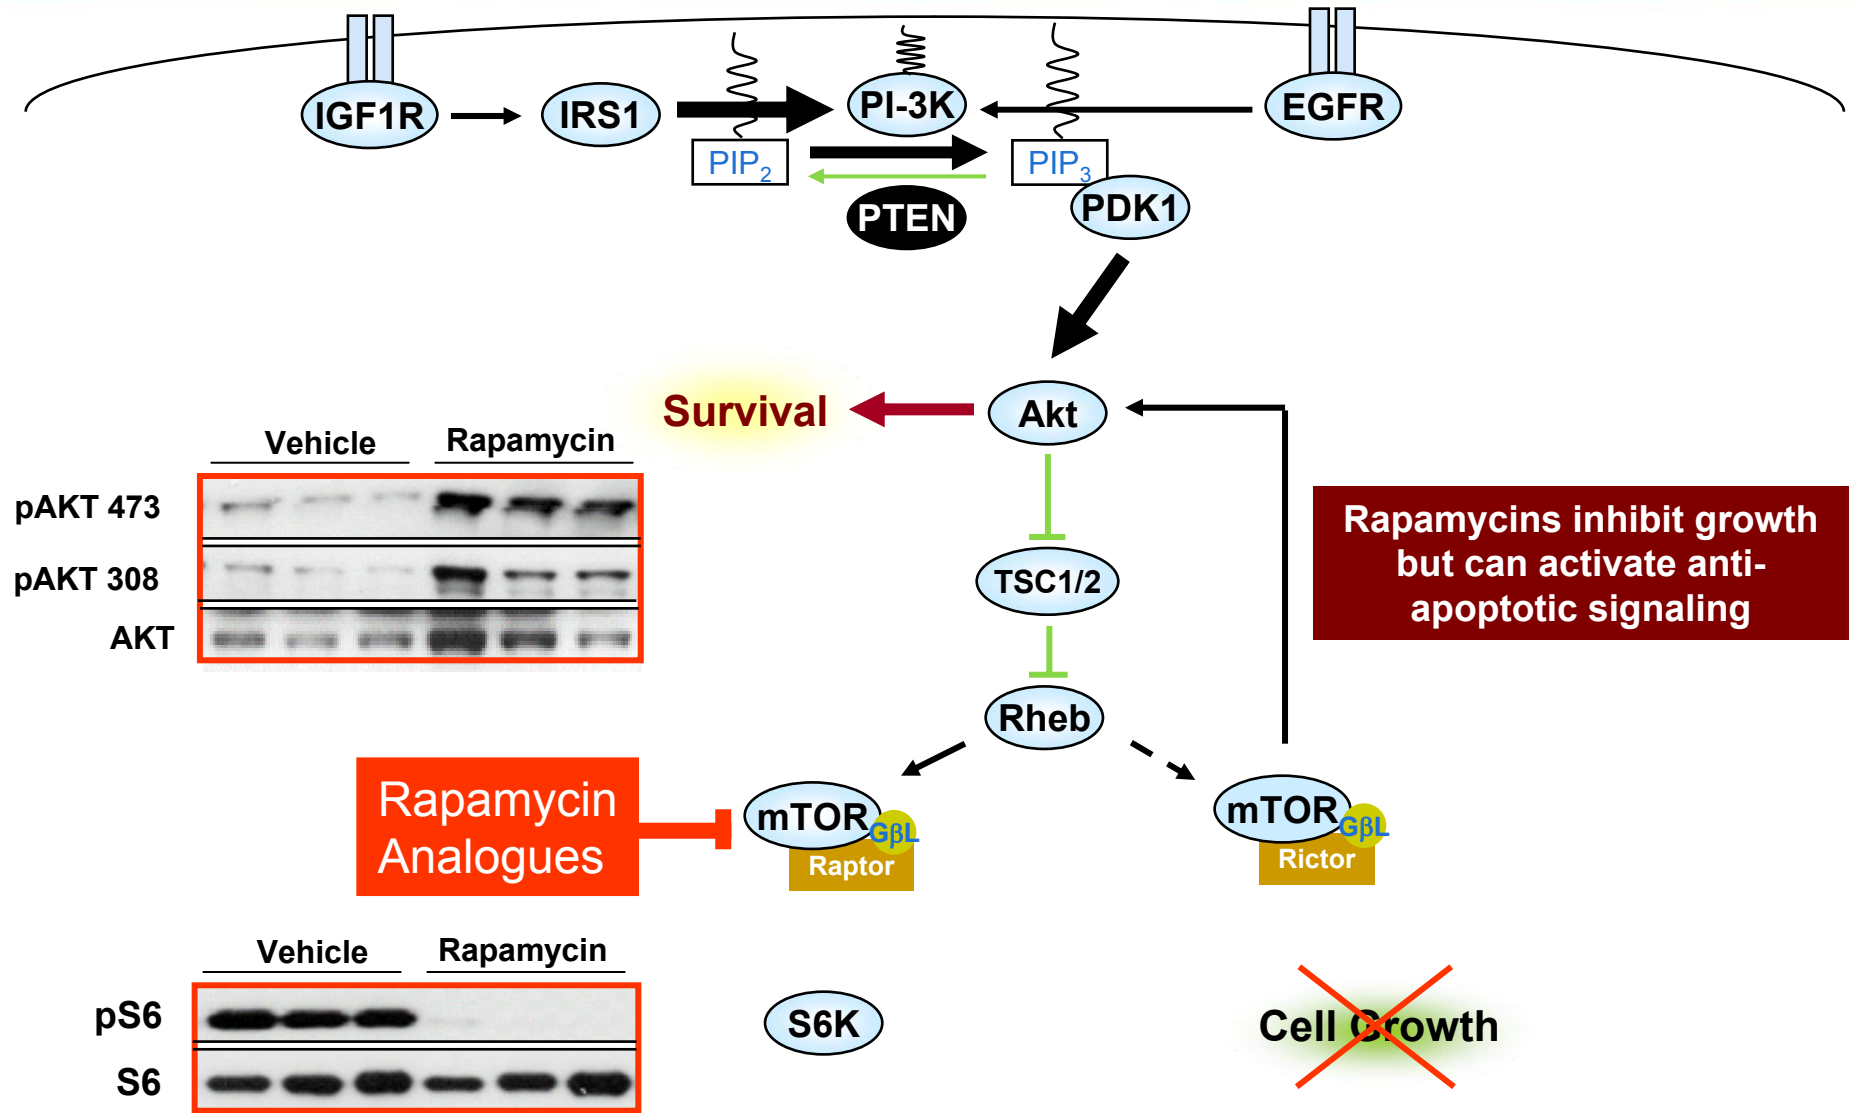 IGF1R
IRS1
PI-3K
EGFR
PIP2
PIP3
PTEN
PDK1
Survival
Akt
Vehicle
Rapamycin
pAKT 473
pAKT 308
AKT
TSC1/2
Rapamycins inhibit growth
but can activate anti-
apoptotic signaling
Rheb
Rapamycin
Analogues
mTOR
GβL
Raptor
mTOR
GβL
Rictor
Vehicle
Rapamycin
pS6
S6
S6K
Cell Growth